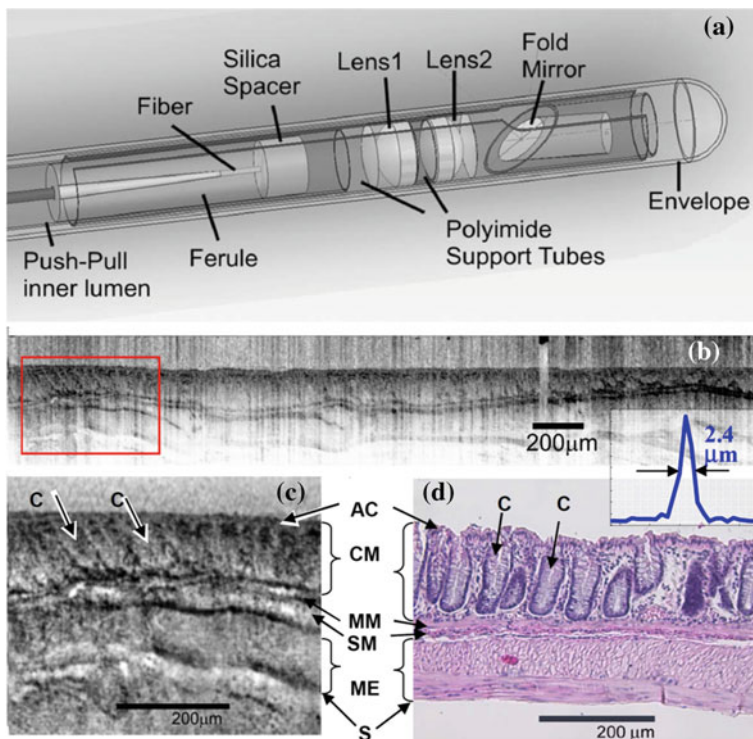 (a)
Silica
Spacer
Fiber
Lens1
Lens2
Fold
Mirror
Envelope
Polyimide
Support Tubes
Ferule
Push-Pull
inner lumen
(b)
200μm
2.4
μm
(c)
C
C
AC
CM
MM
SM
ME
S
200μm
(d)
C
C
200 μm